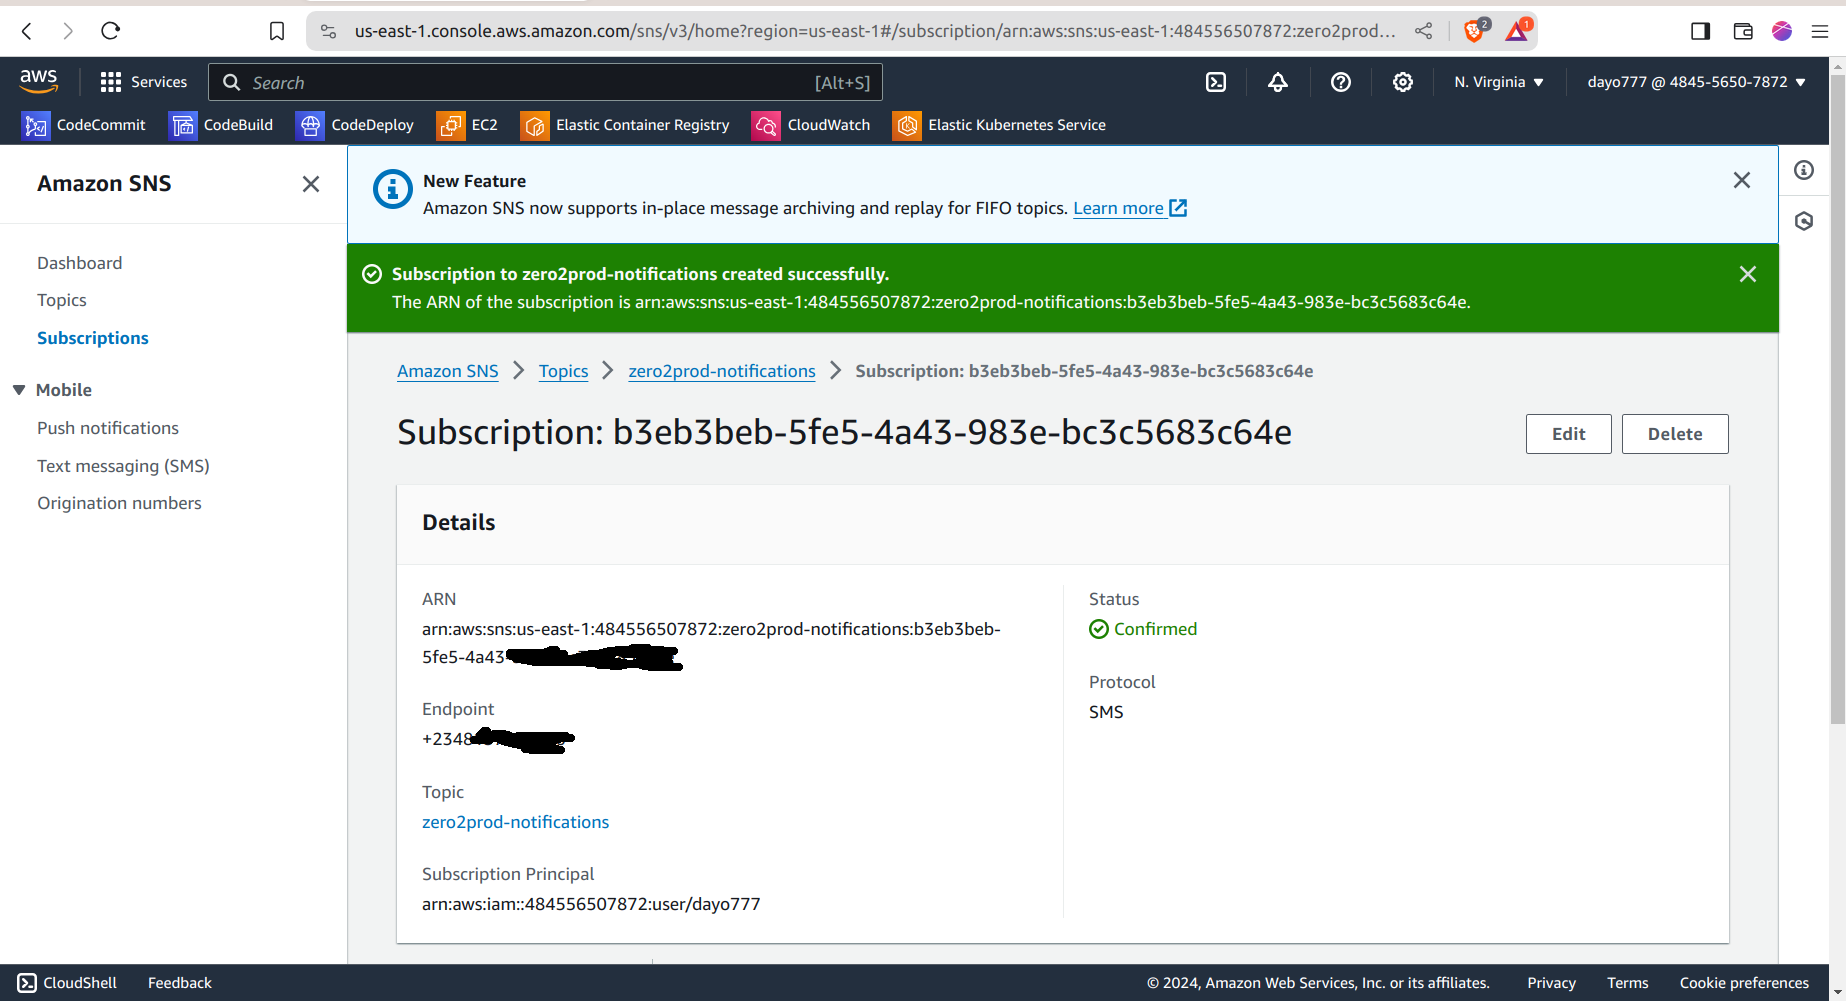 us-east-1.console.aws.amazon.com/sns/v3/home?region=us-east-1#/subscription/arn:aws:sns:us-east-1:484556507872:zero2prod...
2
1
aws
Services
Search
[Alt+S]
N. Virginia
dayo777 @ 4845-5650-7872
CodeCommit
CodeBuild
CodeDeploy
EC2
Elastic Container Registry
CloudWatch
Elastic Kubernetes Service
Amazon SNS
Dashboard
Topics
Subscriptions
Mobile
Push notifications
Text messaging (SMS)
Origination numbers
New Feature
Amazon SNS now supports in-place message archiving and replay for FIFO topics. Learn more
Subscription to zero2prod-notifications created successfully.
The ARN of the subscription is arn:aws:sns:us-east-1:484556507872:zero2prod-notifications:b3eb3beb-5fe5-4a43-983e-bc3c5683c64e.
Amazon SNS
Topics
zero2prod-notifications
Subscription: b3eb3beb-5fe5-4a43-983e-bc3c5683c64e
Subscription: b3eb3beb-5fe5-4a43-983e-bc3c5683c64e
Edit
Delete
Details
ARN
arn:aws:sns:us-east-1:484556507872:zero2prod-notifications:b3eb3beb-
5fe5-4a43
Endpoint
+2348
Topic
zero2prod-notifications
Subscription Principal
arn:aws:iam::484556507872:user/dayo777
Status
Confirmed
Protocol
SMS
CloudShell
Feedback
© 2024, Amazon Web Services, Inc. or its affiliates.
Privacy
Terms
Cookie preferences